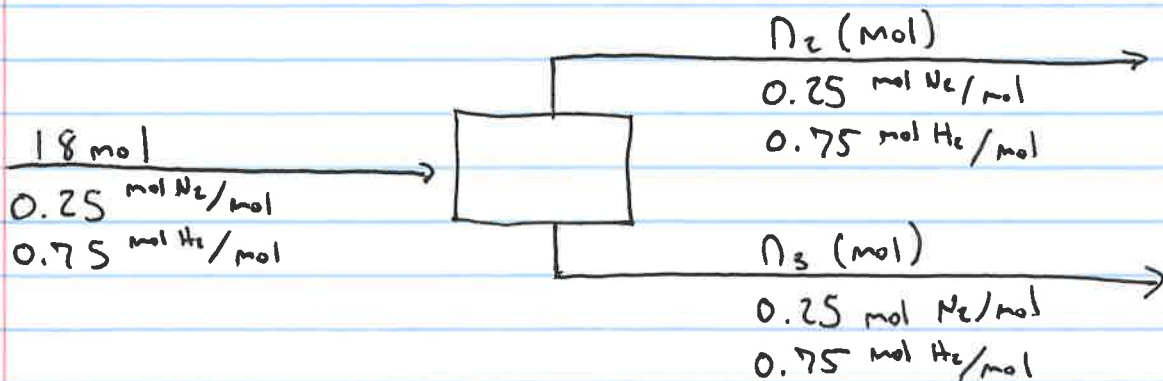 18 mol
0.25 mol N₂/mol
0.75 mol H₂/mol
n₂ (mol)
0.25 mol N₂/mol
0.75 mol H₂/mol
n₃ (mol)
0.25 mol N₂/mol
0.75 mol H₂/mol